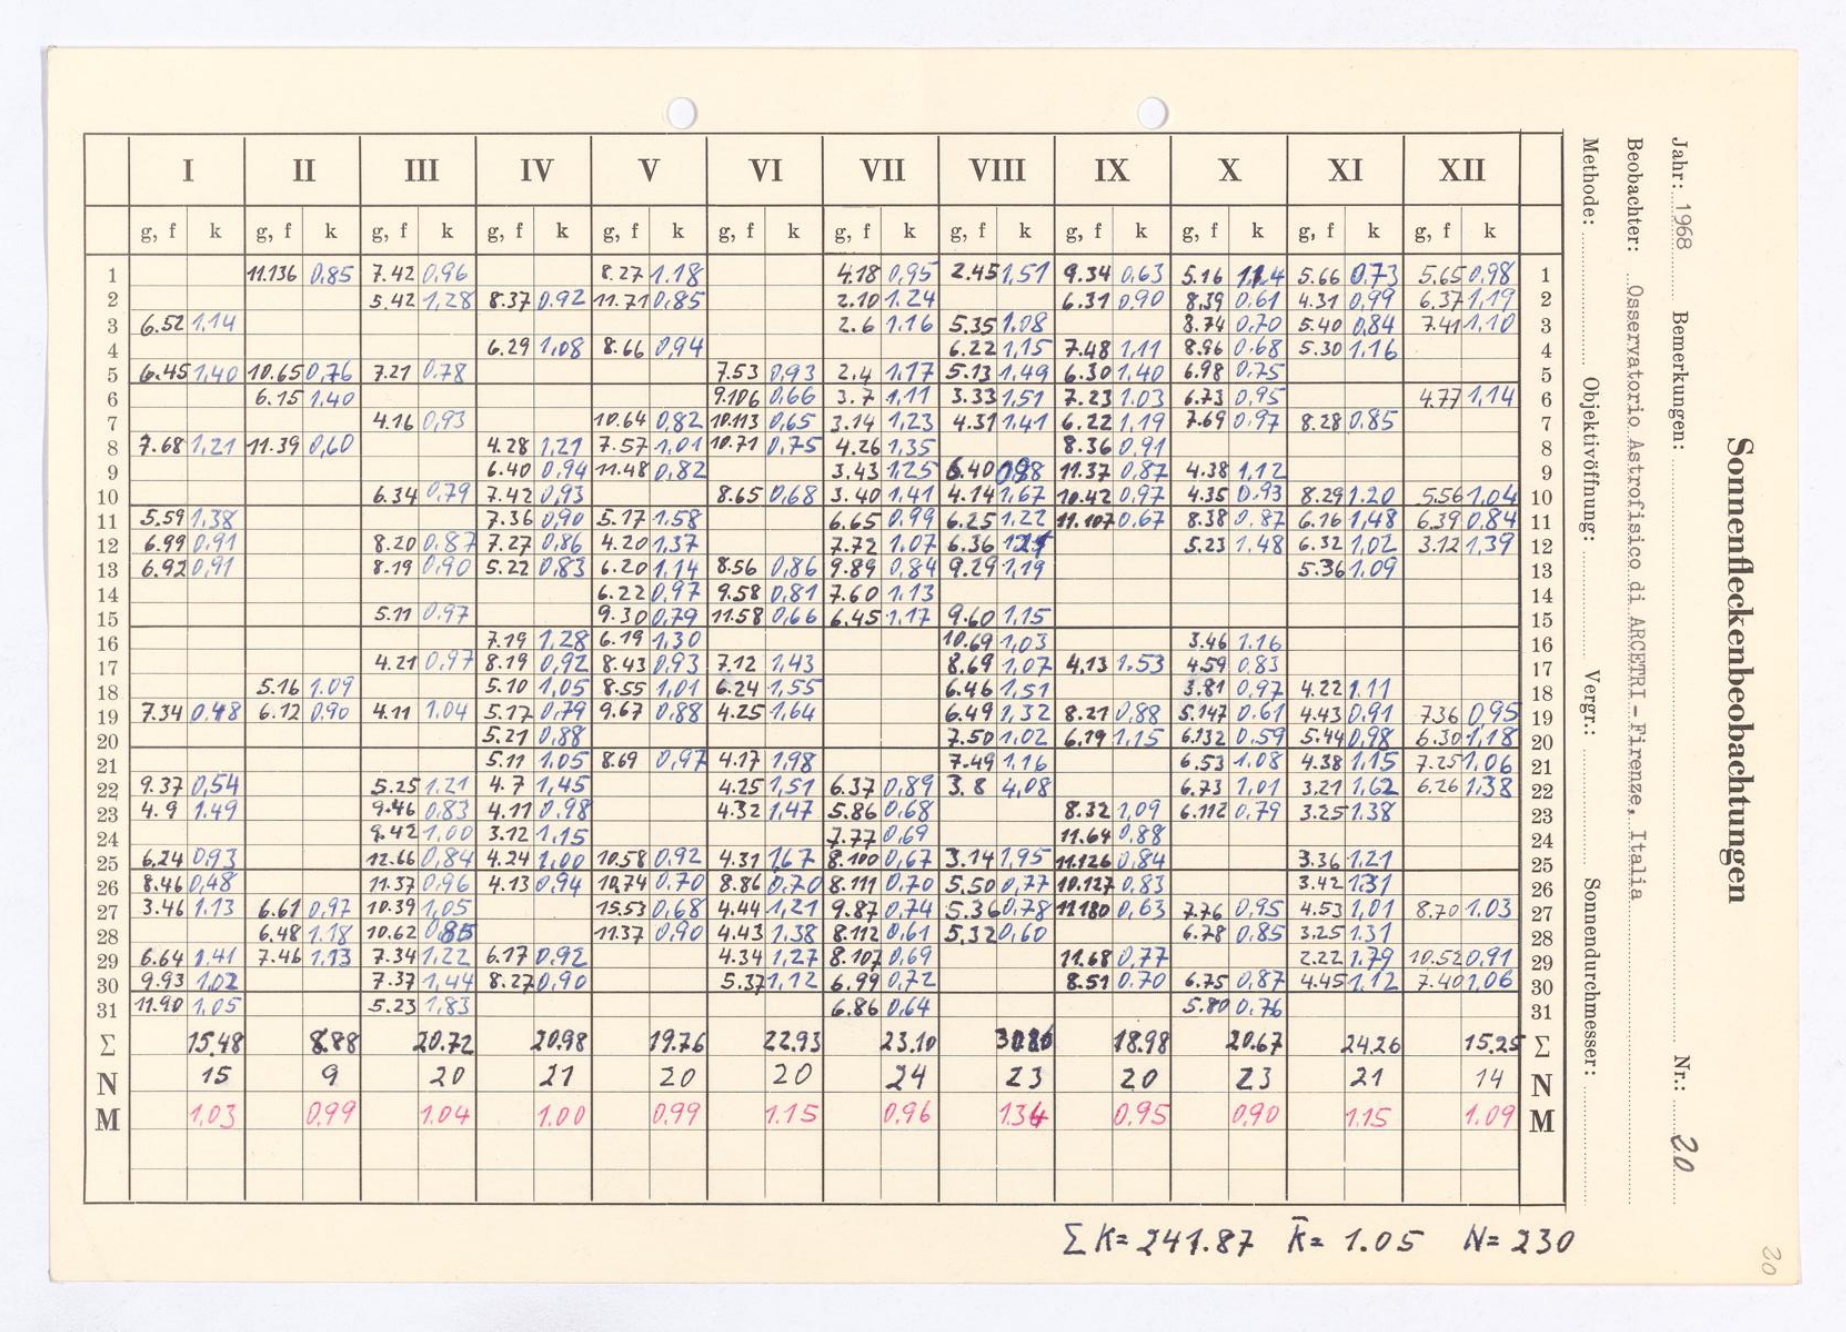 I II III IV V VI VII VIII IX X XI XII
g, f k g, f k g, f k g, f k g, f k g, f k g, f k g, f k g, f k g, f k g, f k g, f k
1 11.136 0,85 7.42 0,96 8.27 1.18 4.18 0,95 2.45 1,51 9.34 0,63 5.16 5.66 0,73 5.65 0,98 1
2 5.42 1,28 8.37 0.92 11.71 0,85 2.10 1.24 6.31 0.90 8.39 0.61 4.31 0,99 6.37 1,19 2
3 6.52 1,14 2.6 1.16 5.35 1.08 8.74 0,70 5.40 0,84 7.41 1,10 3
4 6.29 1,08 8.66 0,94 6.22 1,15 7.48 1,11 8.96 0.68 5.30 1.16 4
5 6.45 1,40 10.65 0,76 7.21 0.78 7.53 0,93 2.4 1,17 5.13 1,49 6.30 1.40 6.98 0.75 5
6 6.15 1.40 9.106 0,66 3.7 1,11 3.33 1,51 7.23 1.03 6.73 0,95 4.77 1,14 6
7 4.16 0,93 10.64 0,82 10.113 0,65 3.14 1,23 4.31 1,41 6.22 1,19 7.69 0.97 8.28 0.85 7
8 7.68 1,21 11.39 0,60 4.28 1,21 7.57 1.01 10.71 0,75 4.26 1,35 8.36 0,91 8
9 6.40 0,94 11.48 0,82 3.43 1.25 6.40 0,98 11.37 0,87 4.38 1,12 9
10 6.34 0,79 7.42 0,93 8.65 0,68 3.40 1,41 4.14 1,67 10.42 0,97 4.35 0.93 8.29 1.20 5.56 1.04 10
11 5.59 1,38 7.36 0,90 5.17 1.58 6.65 0.99 6.25 1,22 11.107 0,67 8.38 0.87 6.16 1,48 6.39 0,84 11
12 6.99 0,91 8.20 0,87 7.27 0,86 4.20 1,37 7.72 1.07 6.36 5.23 1.48 6.32 1,02 3.12 1,39 12
13 6.92 0,91 8.19 0,90 5.22 0,83 6.20 1,14 8.56 0,86 9.89 0,84 9.29 1,19 5.36 1.09 13
14 6.22 0,97 9.58 0,81 7.60 1.13 14
15 5.11 0.97 9.30 0,79 11.58 0,66 6.45 1.17 9.60 1,15 15
16 7.19 1,28 6.19 1,30 10.69 1,03 3.46 1.16 16
17 4.21 0,97 8.19 0,92 8.43 0,93 7.12 1,43 8.69 1,07 4.13 1.53 4.59 0,83 17
18 5.16 1.09 5.10 1,05 8.55 1,01 6.24 1,55 6.46 1,51 3.81 0,97 4.22 1.11 18
19 7.34 0.48 6.12 0,90 4.11 1.04 5.17 0,79 9.67 0,88 4.25 1,64 6.49 1,32 8.21 0,88 5.147 0.61 4.43 0,91 7.36 0,95 19
20 5.21 0,88 7.50 1,02 6.19 1,15 6.132 0,59 5.44 0,98 6.30 1,18 20
21 5.11 1.05 8.69 0,97 4.17 1,98 7.49 1,16 6.53 1.08 4.38 1.15 7.25 1,06 21
22 9.37 0,54 5.25 1.21 4.7 1,45 4.25 1,51 6.37 0,89 3.8 4,08 6.73 1,01 3.21 1,62 6.26 1,38 22
23 4.9 1.49 9.46 0,83 4.11 0.98 4.32 1,47 5.86 0,68 8.32 1,09 6.112 0,79 3.25 1.38 23
24 9.42 1.00 3.12 1,15 7.77 0,69 11.64 0.88 24
25 6.24 0,93 12.66 0,84 4.24 1,00 10.58 0,92 4.31 1,67 8.100 0,67 3.14 1,95 11.126 0,84 3.36 1,21 25
26 8.46 0,48 11.37 0,96 4.13 0,94 10,74 0.70 8.86 0,70 8.111 0,70 5.50 0,77 10.127 0,83 3.42 1.31 26
27 3.46 1.13 6.61 0,97 10.39 1,05 15.53 0,68 4.44 1,21 9.87 0,74 5.36 0.78 11.180 0,63 7.76 0,95 4.53 1,01 8.70 1.03 27
28 6.48 1.18 10.62 0,85 11.37 0,90 4.43 1.38 8.112 0,61 5,32 0,60 6.78 0,85 3.25 1.31 28
29 6.64 1.41 7.46 1,13 7.34 1,22 6.17 0.92 4.34 1,27 8.107 0,69 11.68 0,77 2.22 1,79 10.52 0.91 29
30 9.93 1,02 7.37 1,44 8.27 0,90 5.37 1,12 6.99 0,72 8.51 0.70 6.75 0,87 4.45 1,12 7.40 1,06 30
31 11.90 1,05 5.23 1,83 6.86 0,64 5.80 0.76 31
Σ 15.48 8.88 20.72 20.98 19.76 22.93 23.10 18.98 20.67 24.26 15.25 Σ
N 15 9 20 21 20 20 24 23 20 23 21 14 N
M 1,03 0.99 1.04 1.00 0,99 1.15 0,96 1.34 0,95 0,90 1,15 1.09 M
Σ K= 241.87 k̄= 1.05 N= 230
Sonnenfleckenbeobachtungen
Jahr: 1968 Bemerkungen: Nr.: 20
Beobachter: Osservatorio Astrofisico di ARCETRI - Firenze, Italia
Methode: Objektivöffnung: Vergr.: Sonnendurchmesser:
20